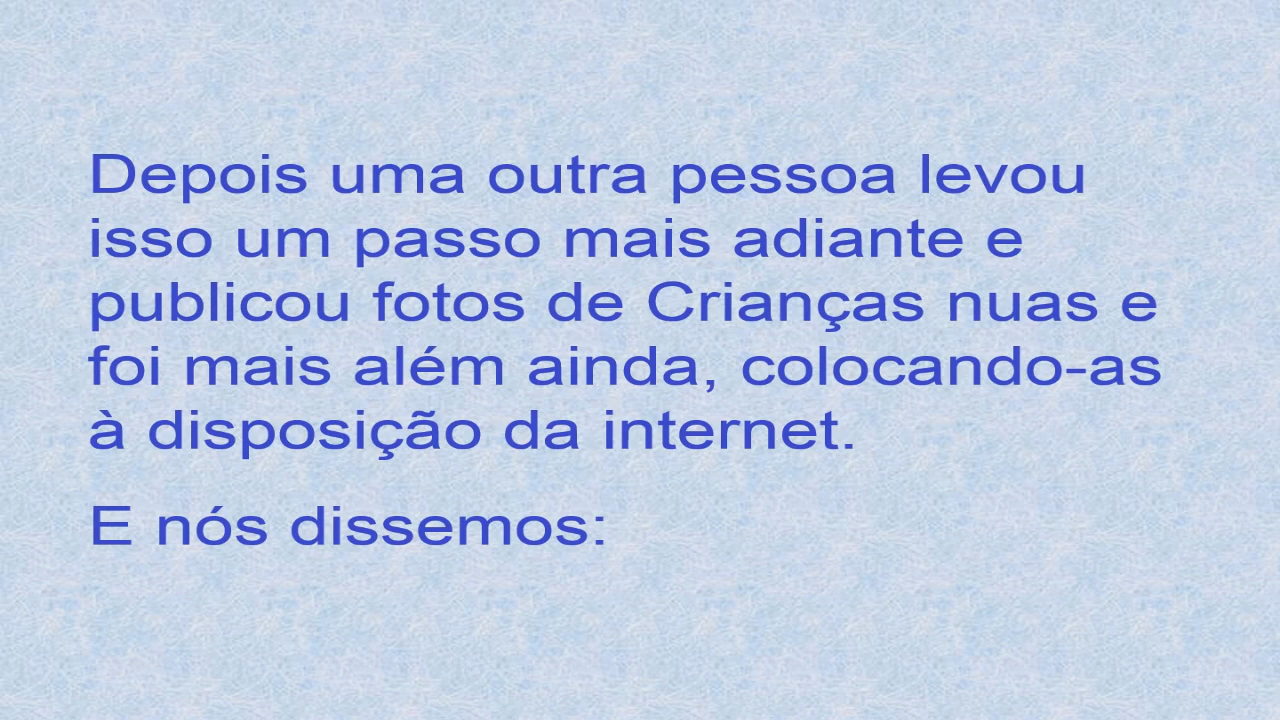 Depois uma outra pessoa levou
isso um passo mais adiante e
publicou fotos de Crianças nuas e
foi mais além ainda, colocando-as
à disposição da internet.
E nós dissemos: